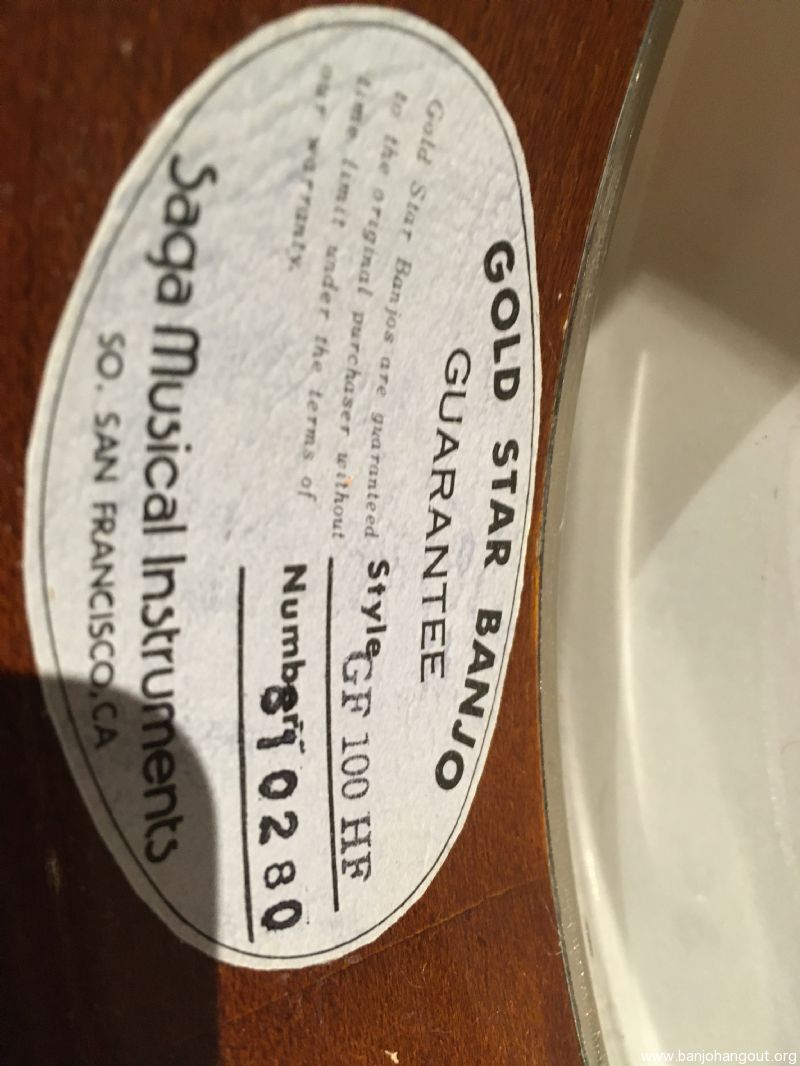 GOLD STAR BANJO
GUARANTEE
Gold Star Banjos are guaranteed
to the original purchaser without
time limit under the terms of
our warranty.
Style GF 100 HF
Number 810280
Saga Musical Instruments
SO. SAN FRANCISCO, CA
www.banjohangout.org